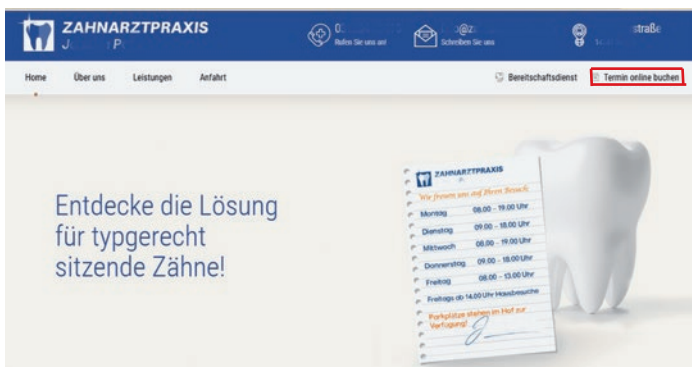 ZAHNARZTPRAXIS
J P
0
Rufen Sie uns an!
@z
Schreiben Sie uns
straße
Home Über uns Leistungen Anfahrt Bereitschaftsdienst Termin online buchen
Entdecke die Lösung
für typgerecht
sitzende Zähne!
ZAHNARZTPRAXIS
Wir freuen uns auf Ihren Besuch:
Montag 08.00 - 19.00 Uhr
Dienstag 09.00 - 18.00 Uhr
Mittwoch 08.00 - 19.00 Uhr
Donnerstag 09.00 - 18.00 Uhr
Freitag 08.00 - 13.00 Uhr
Freitags ab 14.00 Uhr Hausbesuche
Parkplätze stehen im Hof zur
Verfügung!